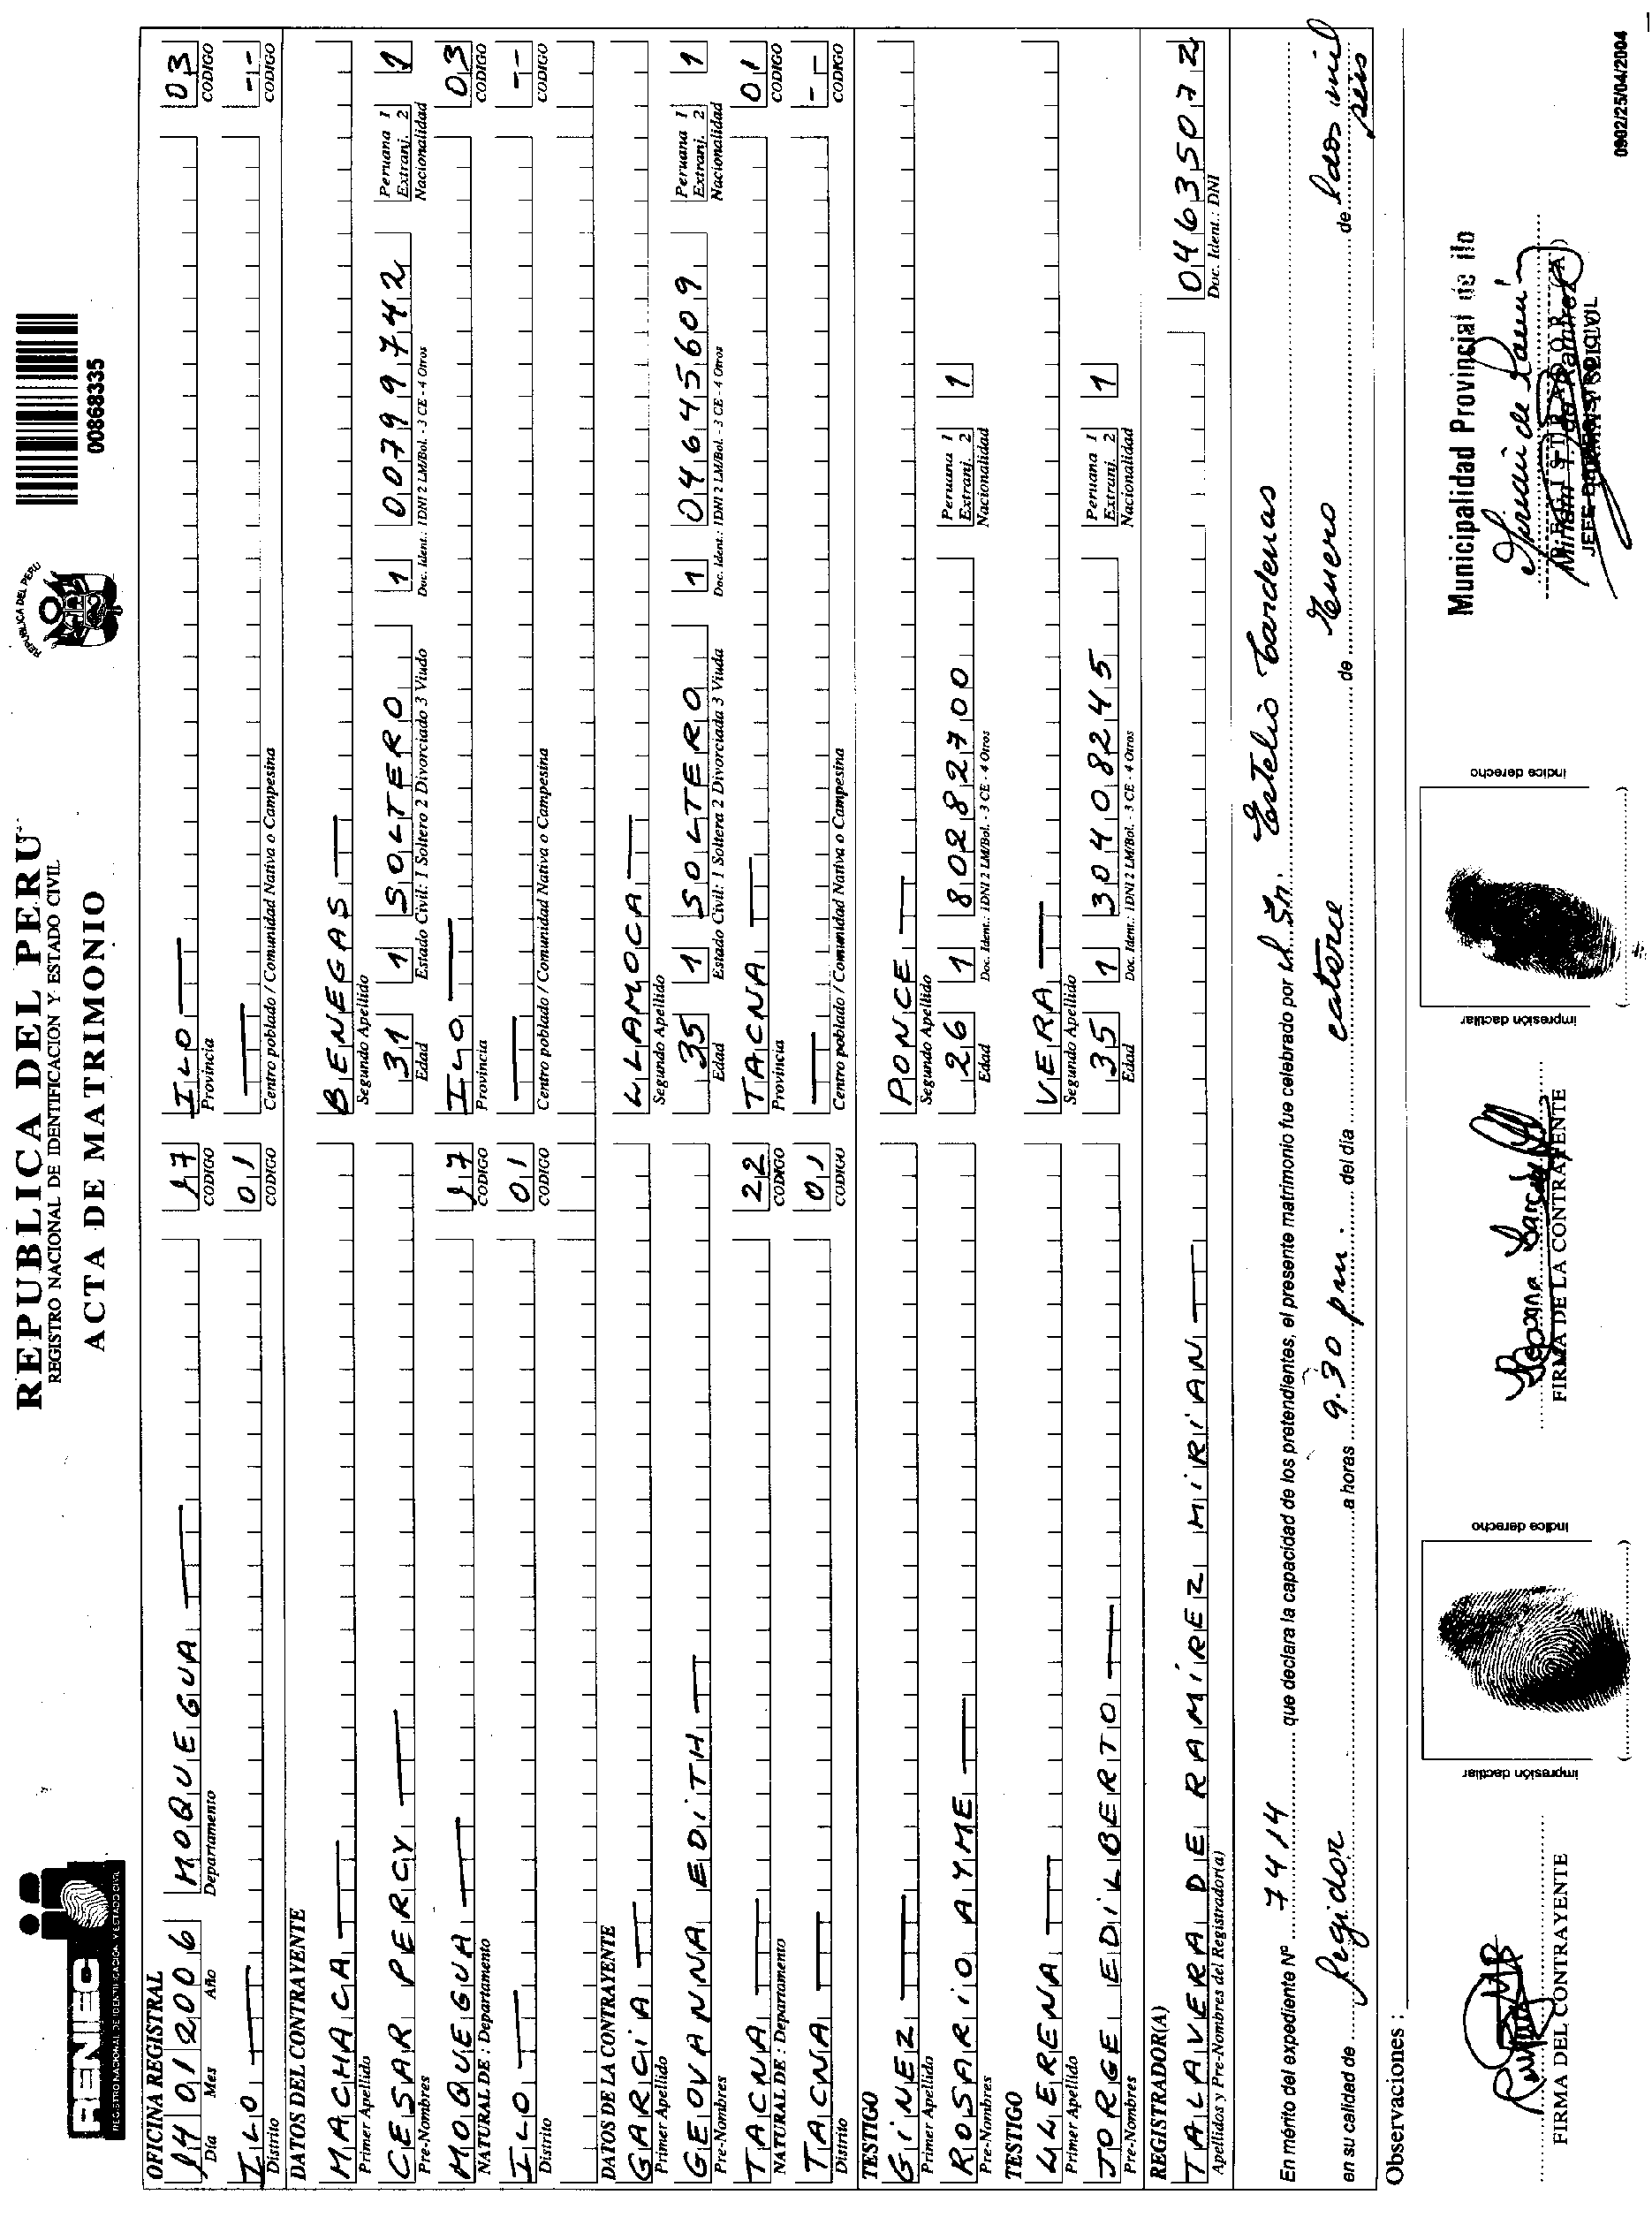 RENIEC
REGISTRO NACIONAL DE IDENTIFICACION Y ESTADO CIVIL
REPUBLICA DEL PERU
REPUBLICA DEL PERU
REGISTRO NACIONAL DE IDENTIFICACION Y ESTADO CIVIL
ACTA DE MATRIMONIO
00868335
OFICINA REGISTRAL
14 01 2006 MOQUEGUA 17 ILO 03
Día Mes Año Departamento CODIGO Provincia CODIGO
ILO 01 --
Distrito CODIGO Centro poblado / Comunidad Nativa o Campesina CODIGO
DATOS DEL CONTRAYENTE
MACHACA BENEGAS
Primer Apellido Segundo Apellido
CESAR PERCY 31 1 SOLTERO 1 00799742 Peruana 1 Extranj. 2 1
Pre-Nombres Edad Estado Civil: 1 Soltero 2 Divorciado 3 Viudo Doc. Ident.: 1DNI 2 LM/Bol. - 3 CE - 4 Otros Nacionalidad
MOQUEGUA 17 ILO 03
NATURAL DE : Departamento CODIGO Provincia CODIGO
ILO 01 --
Distrito CODIGO Centro poblado / Comunidad Nativa o Campesina CODIGO
DATOS DE LA CONTRAYENTE
GARCIA LLAMOCA
Primer Apellido Segundo Apellido
GEOVANNA EDITH 35 1 SOLTERO 1 04645609 Peruana 1 Extranj. 2 1
Pre-Nombres Edad Estado Civil: 1 Soltera 2 Divorciada 3 Viuda Doc. Ident.: 1DNI 2 LM/Bol. - 3 CE - 4 Otros Nacionalidad
TACNA 22 TACNA 01
NATURAL DE : Departamento CODIGO Provincia CODIGO
TACNA 01 --
Distrito CODIGO Centro poblado / Comunidad Nativa o Campesina CODIGO
TESTIGO
GINEZ PONCE
Primer Apellido Segundo Apellido
ROSARIO AYME 26 1 80282700 Peruana 1 Extranj. 2 1
Pre-Nombres Edad Doc. Ident.: 1DNI 2 LM/Bol. - 3 CE - 4 Otros Nacionalidad
TESTIGO
LLERENA VERA
Primer Apellido Segundo Apellido
JORGE EDILBERTO 35 1 30408245 Peruana 1 Extranj. 2 1
Pre-Nombres Edad Doc. Ident.: 1DNI 2 LM/Bol. - 3 CE - 4 Otros Nacionalidad
REGISTRADOR(A)
TALAVERA DE RAMIREZ MIRIAN 04635072
Apellidos y Pre-Nombres del Registrador(a) Doc. Ident.: DNI
En mérito del expediente Nº 7414 que declara la capacidad de los pretendientes, el presente matrimonio fue celebrado por el Sr. Estelio Cardenas
en su calidad de Regidor a horas 9.30 pm. del día catorce de Enero de dos mil seis
Observaciones :
FIRMA DEL CONTRAYENTE
impresión dactilar
indice derecho
FIRMA DE LA CONTRAYENTE
impresión dactilar
indice derecho
Municipalidad Provincial de Ilo
REGISTRADOR(A)
0902/25/04/2004